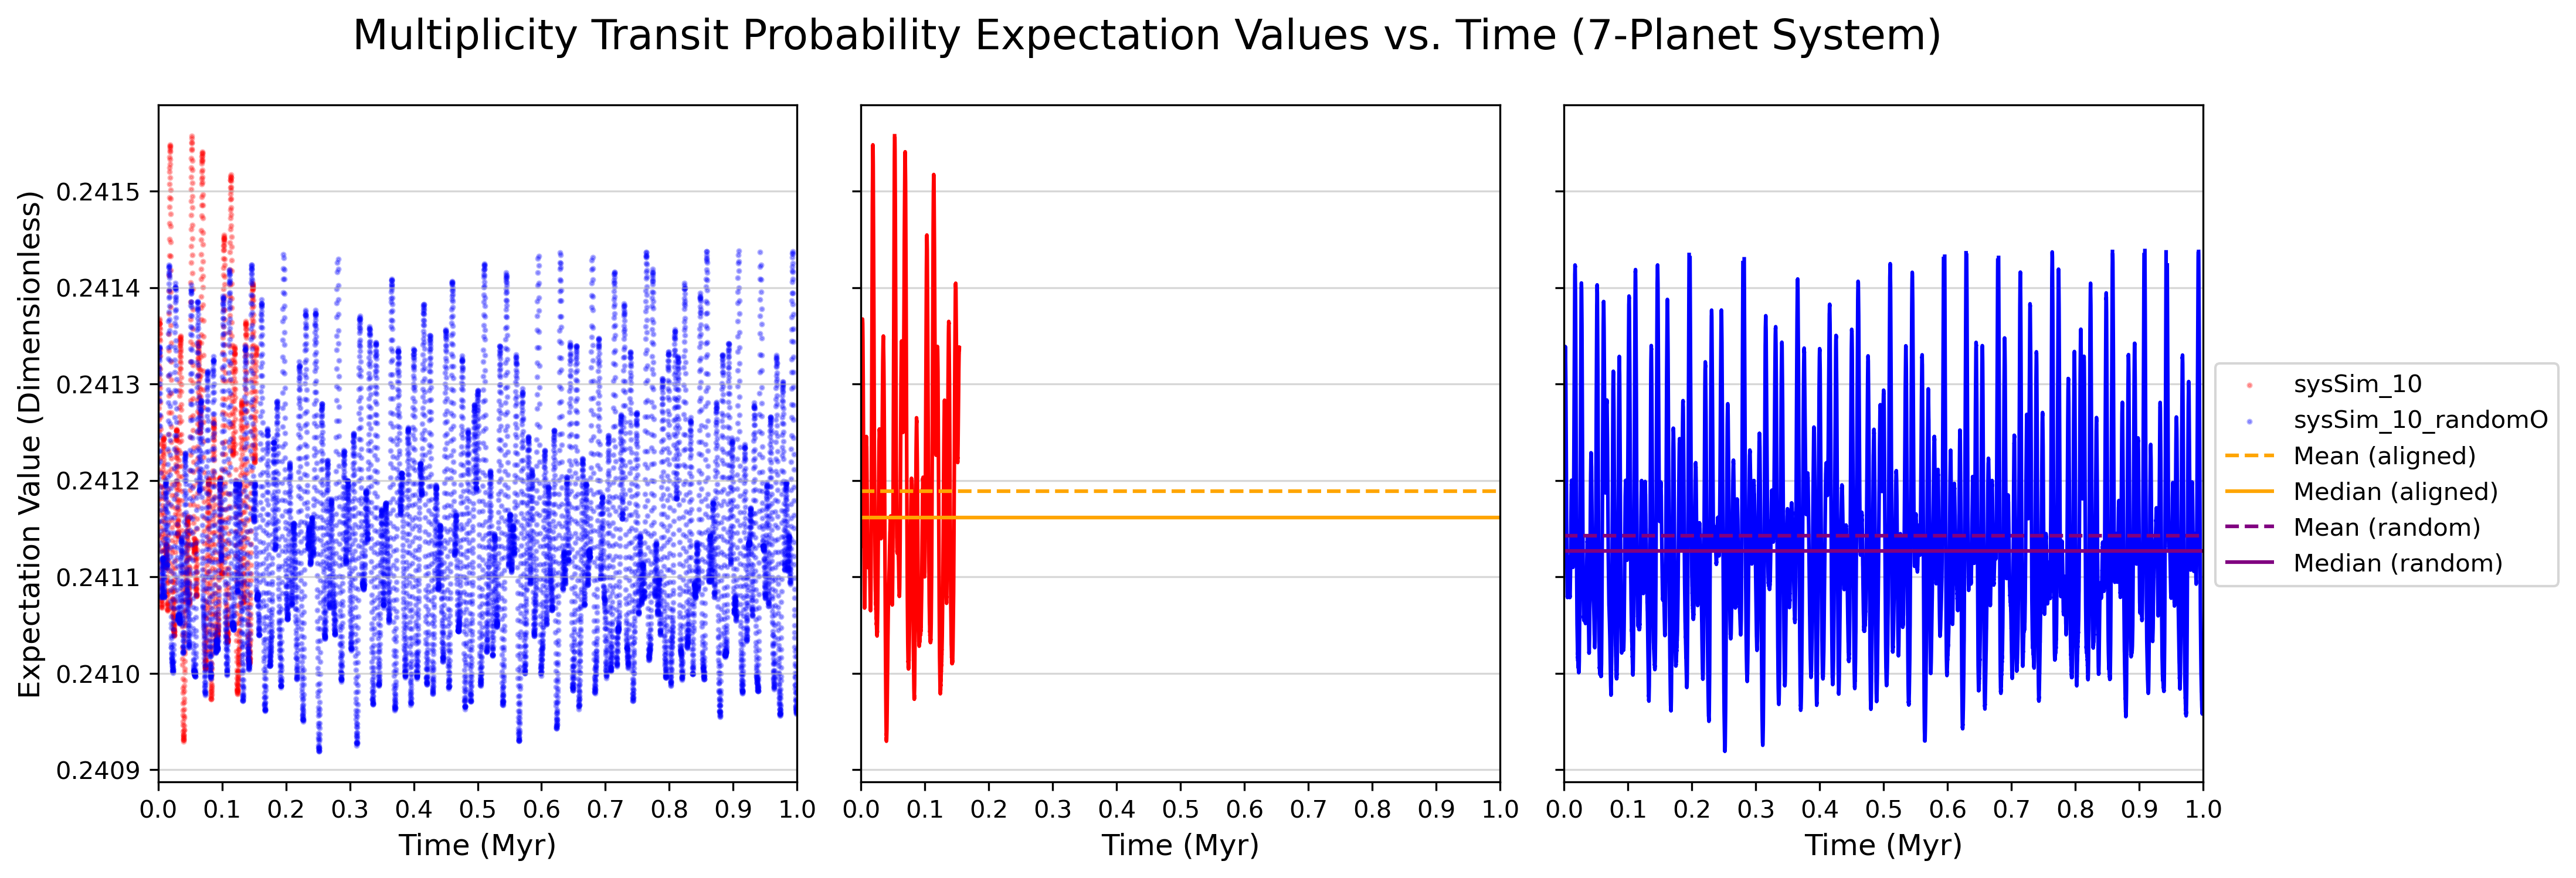 Multiplicity Transit Probability Expectation Values vs. Time (7-Planet System)
Expectation Value (Dimensionless)
0.2415
0.2414
0.2413
0.2412
0.2411
0.2410
0.2409
0.0 0.1 0.2 0.3 0.4 0.5 0.6 0.7 0.8 0.9 1.0
Time (Myr)
0.0 0.1 0.2 0.3 0.4 0.5 0.6 0.7 0.8 0.9 1.0
Time (Myr)
0.0 0.1 0.2 0.3 0.4 0.5 0.6 0.7 0.8 0.9 1.0
Time (Myr)
sysSim_10
sysSim_10_randomO
Mean (aligned)
Median (aligned)
Mean (random)
Median (random)